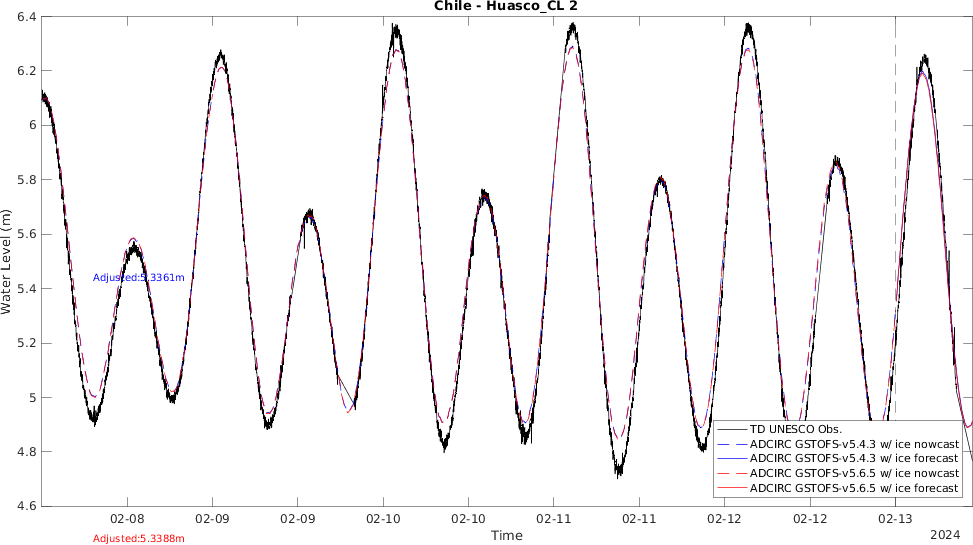 Chile - Huasco_CL 2
6.4
6.2
6
5.8
5.6
5.4
5.2
5
4.8
4.6
Water Level (m)
Adjusted:5.3361m
TD UNESCO Obs.
ADCIRC GSTOFS-v5.4.3 w/ ice nowcast
ADCIRC GSTOFS-v5.4.3 w/ ice forecast
ADCIRC GSTOFS-v5.6.5 w/ ice nowcast
ADCIRC GSTOFS-v5.6.5 w/ ice forecast
02-08 02-09 02-09 02-10 02-10 02-11 02-11 02-12 02-12 02-13
Time
2024
Adjusted:5.3388m